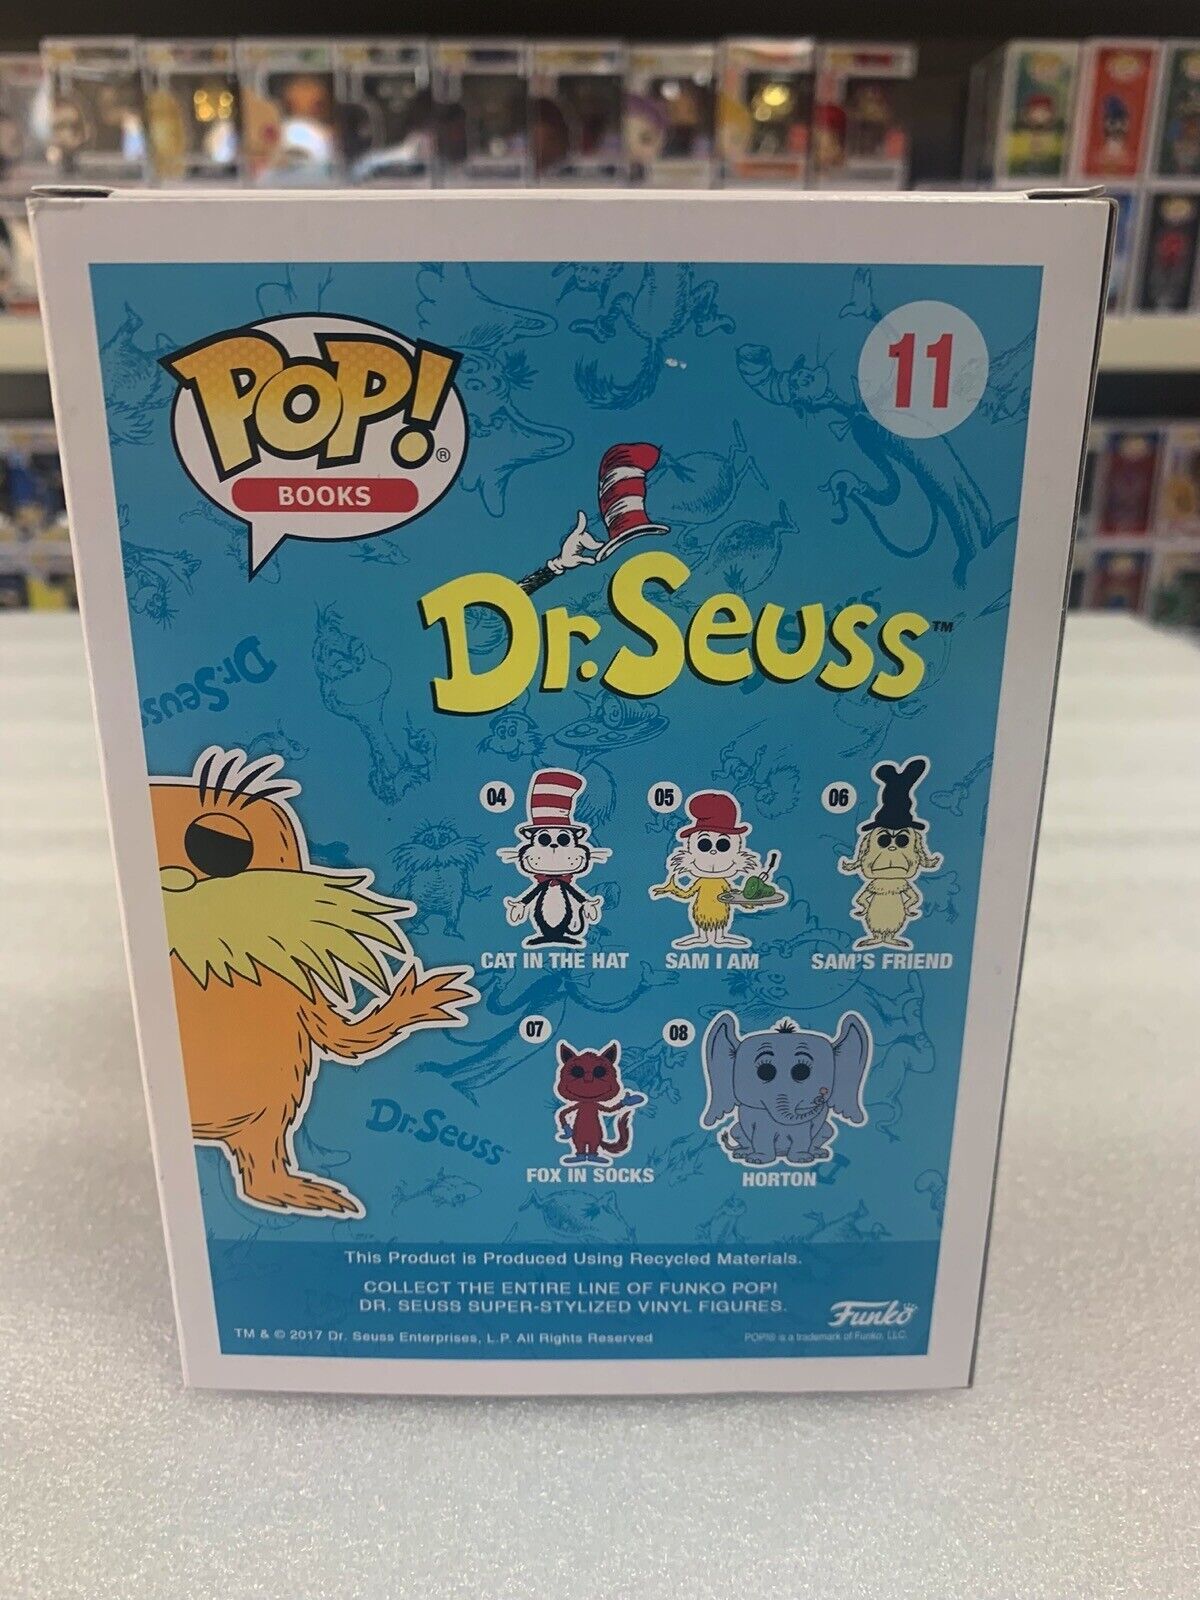 POP!®
BOOKS
11
Dr. Seuss™
Dr. Seuss
04
05
06
CAT IN THE HAT
SAM I AM
SAM'S FRIEND
07
08
Dr. Seuss
FOX IN SOCKS
HORTON
This Product is Produced Using Recycled Materials.
COLLECT THE ENTIRE LINE OF FUNKO POP!
DR. SEUSS SUPER-STYLIZED VINYL FIGURES.
Funko
TM & © 2017 Dr. Seuss Enterprises, L.P. All Rights Reserved
POP!® is a trademark of Funko, LLC.